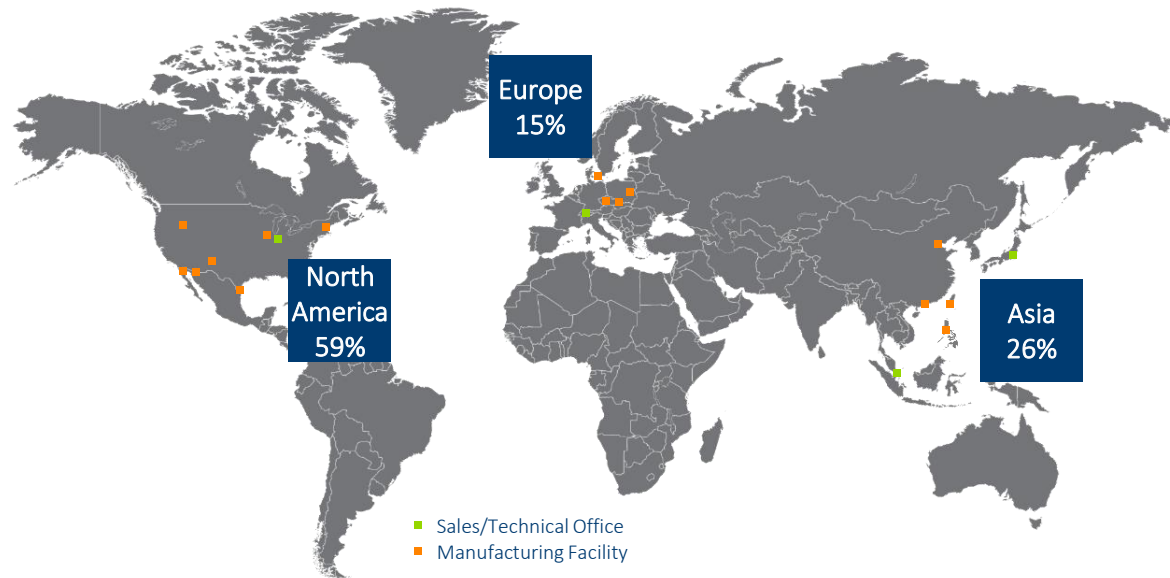 Europe
15%
North
America
59%
Asia
26%
Sales/Technical Office
Manufacturing Facility